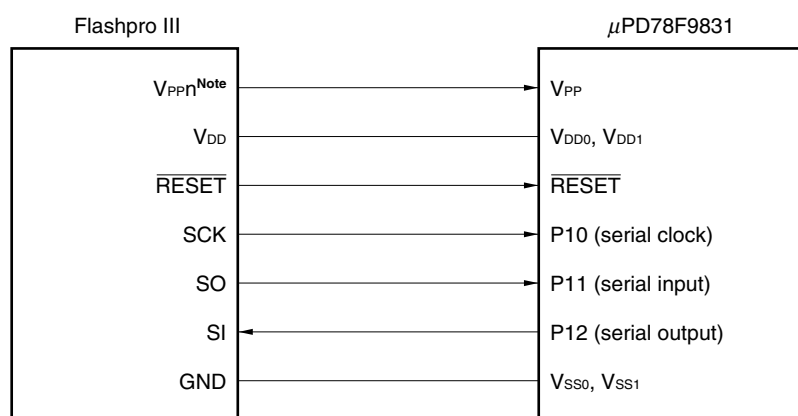 Flashpro III μPD78F9831
VPPnNote VPP
VDD VDD0, VDD1
RESET RESET
SCK P10 (serial clock)
SO P11 (serial input)
SI P12 (serial output)
GND VSS0, VSS1